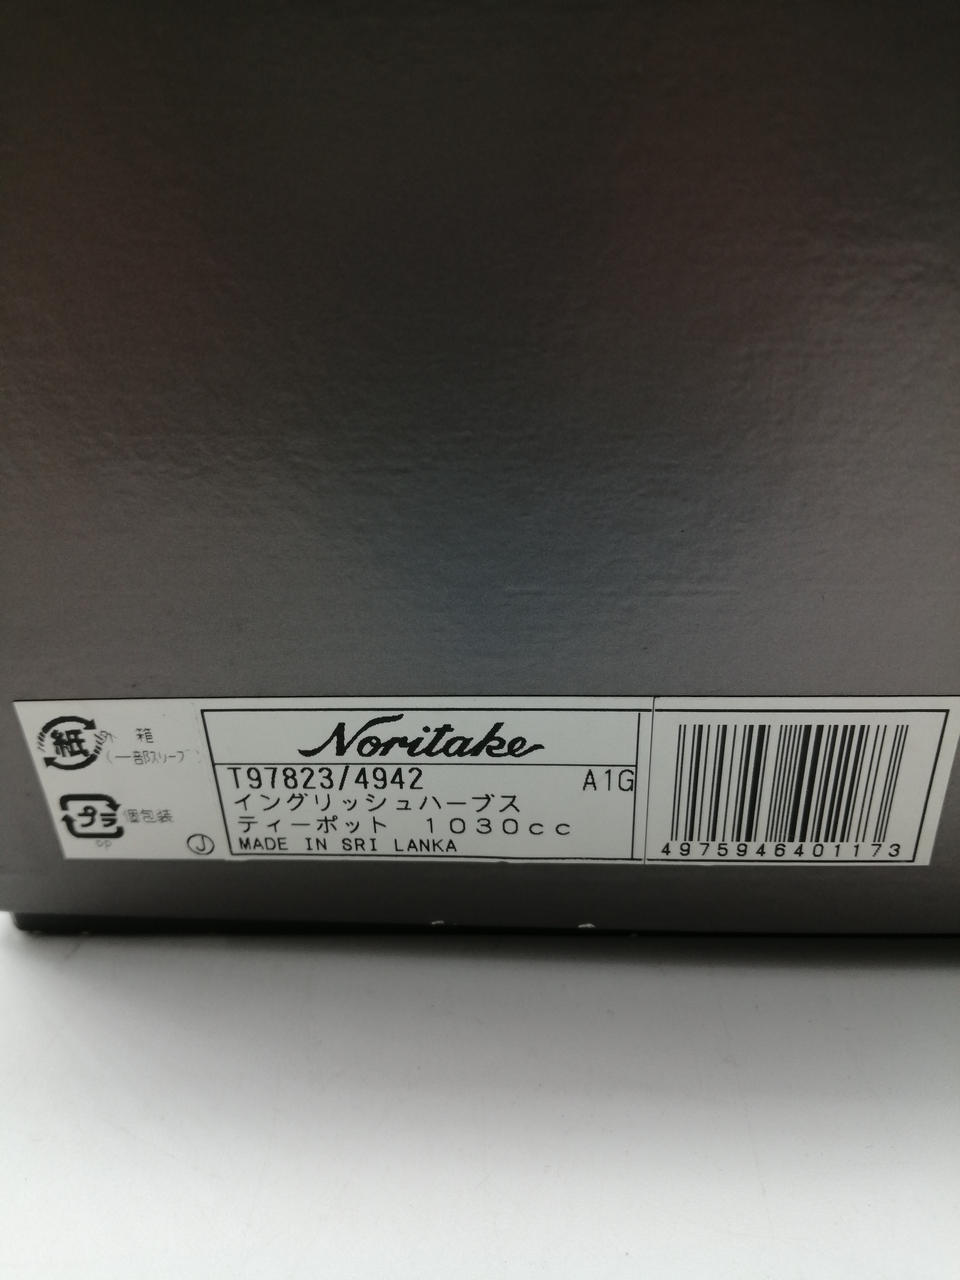 紙
外 箱
(一部スリーブ)
プラ
個包装
PP
J
Noritake
T97823/4942 A1G
イングリッシュハーブス
ティーポット 1030cc
MADE IN SRI LANKA
4975946401173